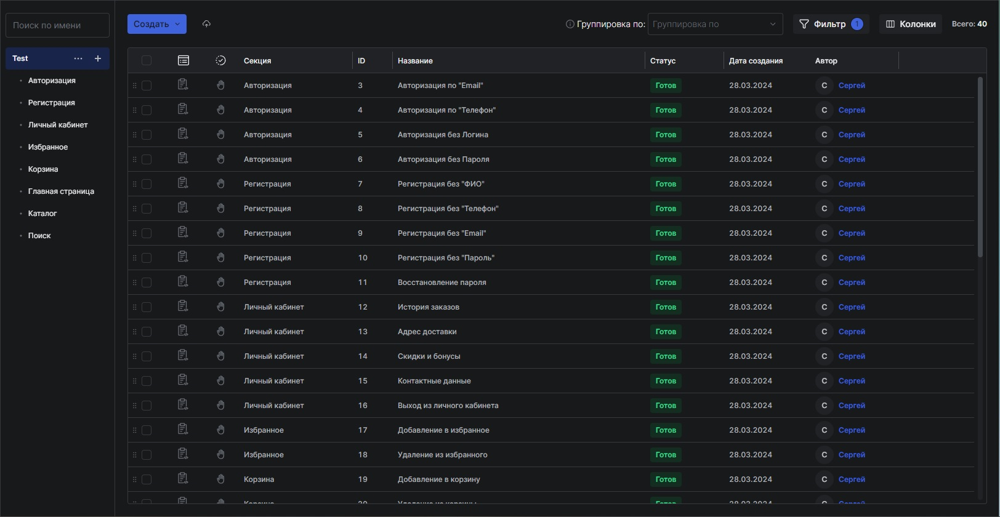 Поиск по имени
Test
Авторизация
Регистрация
Личный кабинет
Избранное
Корзина
Главная страница
Каталог
Поиск
Создать
Группировка по: Группировка по
Фильтр 1
Колонки
Всего: 40
Секция ID Название Статус Дата создания Автор
Авторизация 3 Авторизация по "Email" Готов 28.03.2024 С Сергей
Авторизация 4 Авторизация по "Телефон" Готов 28.03.2024 С Сергей
Авторизация 5 Авторизация без Логина Готов 28.03.2024 С Сергей
Авторизация 6 Авторизация без Пароля Готов 28.03.2024 С Сергей
Регистрация 7 Регистрация без "ФИО" Готов 28.03.2024 С Сергей
Регистрация 8 Регистрация без "Телефон" Готов 28.03.2024 С Сергей
Регистрация 9 Регистрация без "Email" Готов 28.03.2024 С Сергей
Регистрация 10 Регистрация без "Пароль" Готов 28.03.2024 С Сергей
Регистрация 11 Восстановление пароля Готов 28.03.2024 С Сергей
Личный кабинет 12 История заказов Готов 28.03.2024 С Сергей
Личный кабинет 13 Адрес доставки Готов 28.03.2024 С Сергей
Личный кабинет 14 Скидки и бонусы Готов 28.03.2024 С Сергей
Личный кабинет 15 Контактные данные Готов 28.03.2024 С Сергей
Личный кабинет 16 Выход из личного кабинета Готов 28.03.2024 С Сергей
Избранное 17 Добавление в избранное Готов 28.03.2024 С Сергей
Избранное 18 Удаление из избранного Готов 28.03.2024 С Сергей
Корзина 19 Добавление в корзину Готов 28.03.2024 С Сергей